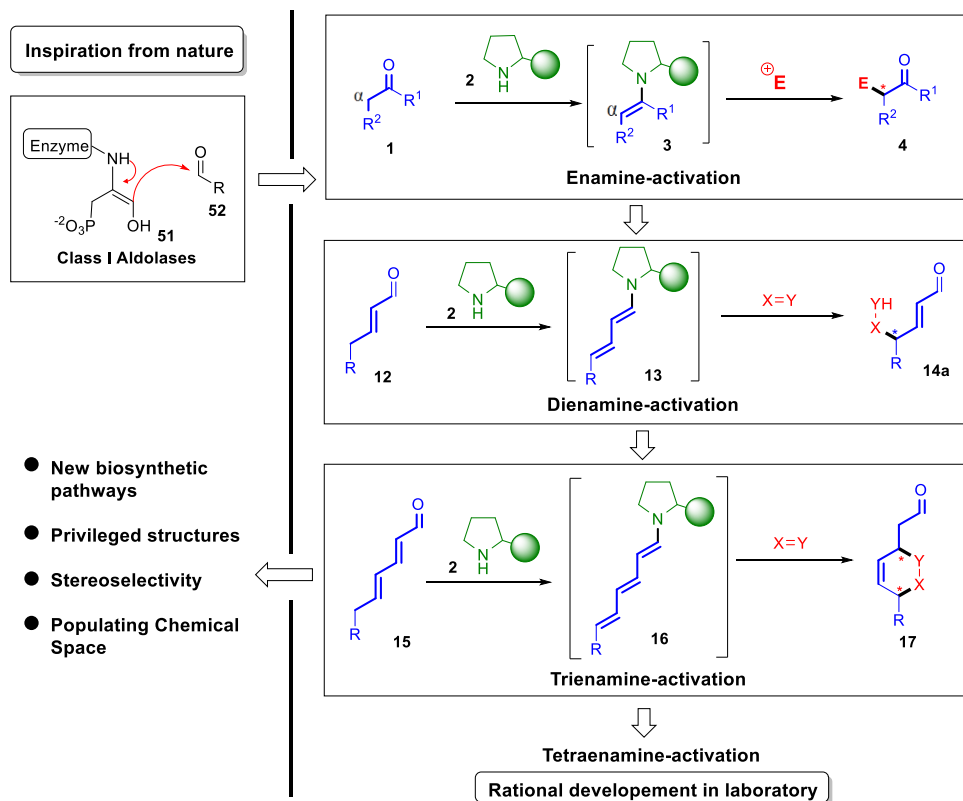 Inspiration from nature
Enzyme
NH
O
R
52
-2O3P
OH
51
Class I Aldolases
New biosynthetic
pathways
Privileged structures
Stereoselectivity
Populating Chemical
Space
O
α
R1
R2
1
2
N
H
N
α
R1
R2
3
⊕
E
E
*
O
R1
R2
4
Enamine-activation
O
R
12
2
N
H
N
R
13
X=Y
YH
X
*
O
R
14a
Dienamine-activation
O
R
15
2
N
H
N
R
16
X=Y
O
*
Y
X
*
R
17
Trienamine-activation
Tetraenamine-activation
Rational developement in laboratory